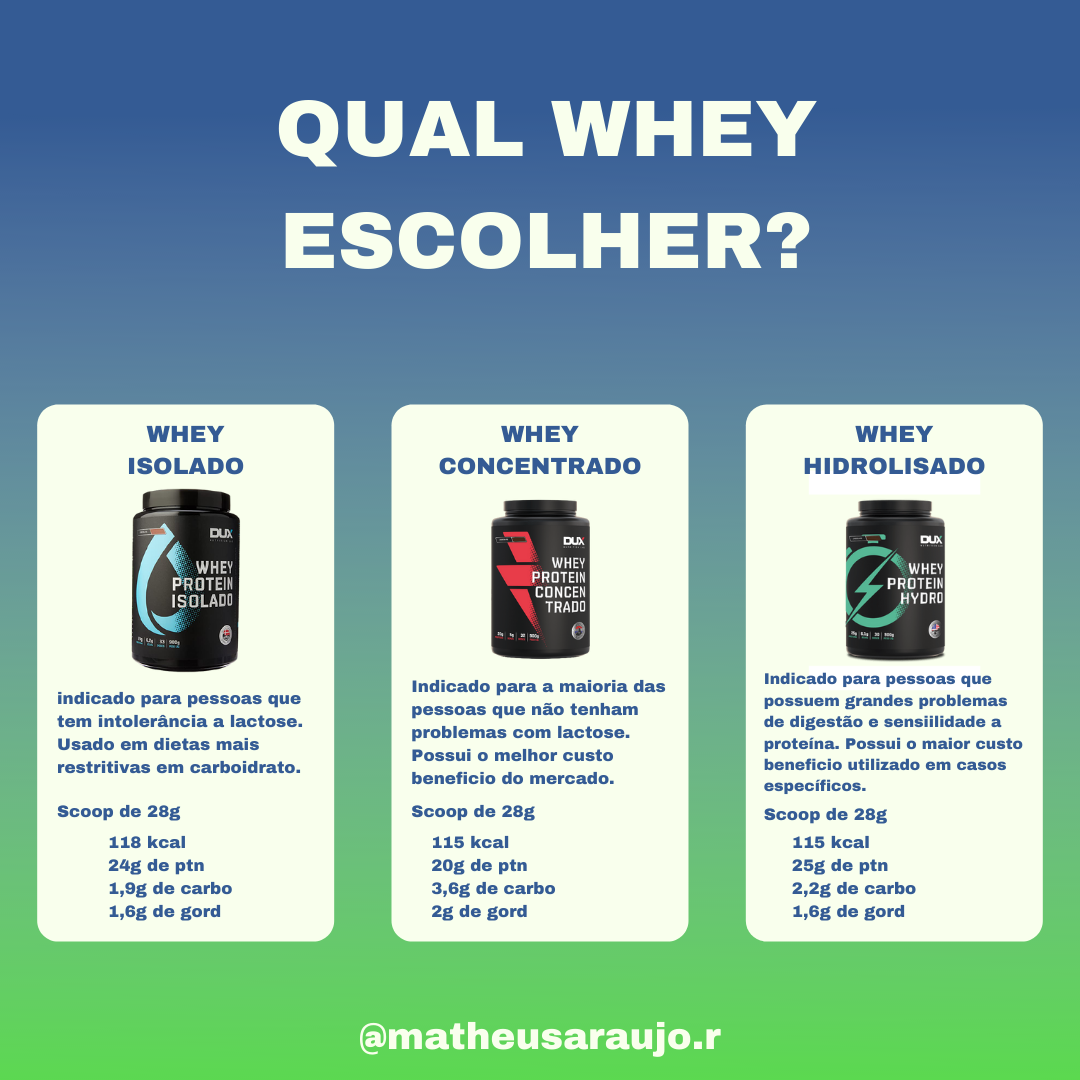 QUAL WHEY
ESCOLHER?
WHEY
ISOLADO
DUX
WHEY
PROTEIN
ISOLADO
900g
indicado para pessoas que
tem intolerância a lactose.
Usado em dietas mais
restritivas em carboidrato.
Scoop de 28g
118 kcal
24g de ptn
1,9g de carbo
1,6g de gord
WHEY
CONCENTRADO
DUX
WHEY
PROTEIN
CONCEN
TRADO
20g
900g
Indicado para a maioria das
pessoas que não tenham
problemas com lactose.
Possui o melhor custo
beneficio do mercado.
Scoop de 28g
115 kcal
20g de ptn
3,6g de carbo
2g de gord
WHEY
HIDROLISADO
DUX
WHEY
PROTEIN
HYDRO
900g
Indicado para pessoas que
possuem grandes problemas
de digestão e sensiilidade a
proteína. Possui o maior custo
beneficio utilizado em casos
específicos.
Scoop de 28g
115 kcal
25g de ptn
2,2g de carbo
1,6g de gord
@matheusaraujo.r